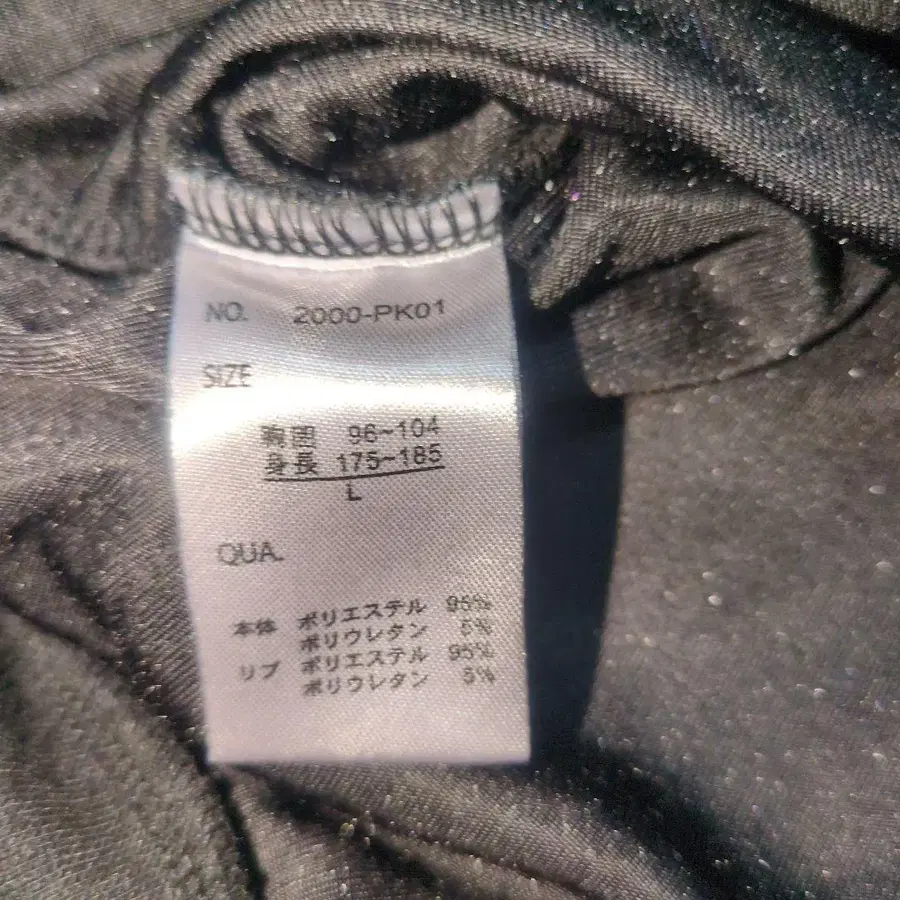 NO. 2000-PK01
SIZE
胸囲 96~104
身長 175~185
L
QUA.
本体 ポリエステル 95%
ポリウレタン 5%
リブ ポリエステル 95%
ポリウレタン 5%